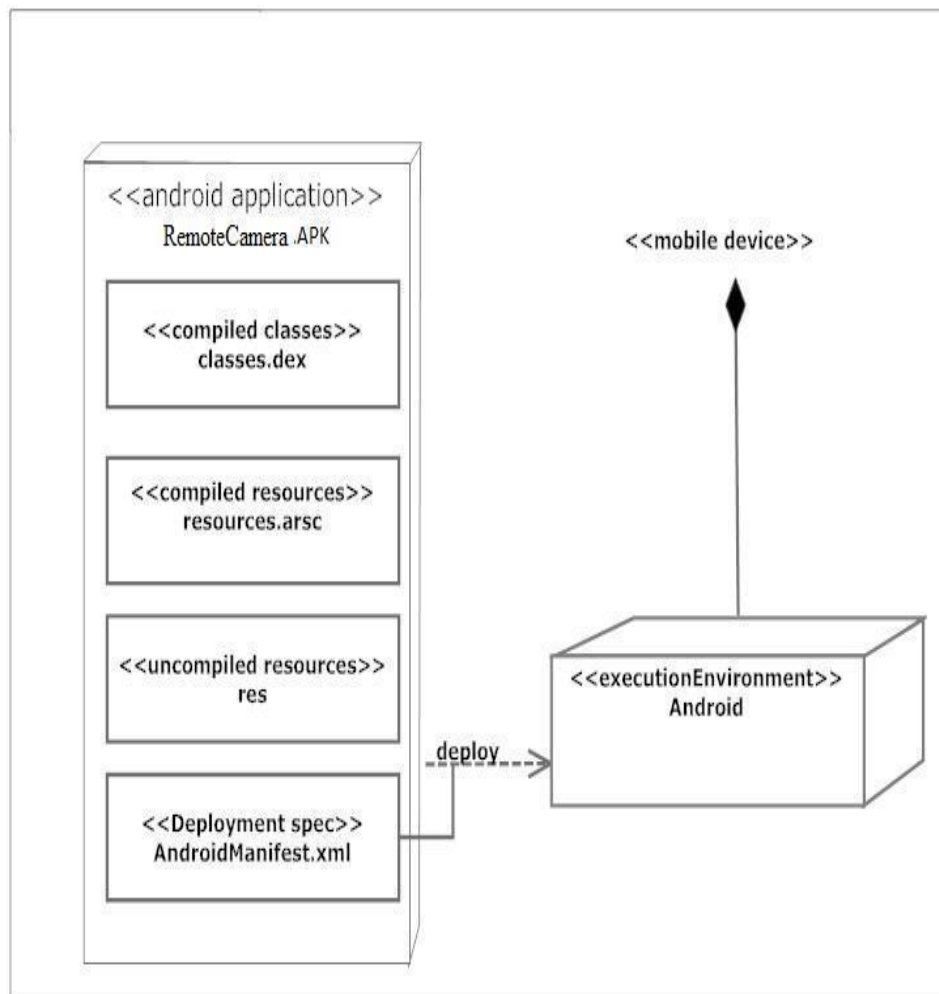 <<android application>>
RemoteCamera .APK
<<compiled classes>>
classes.dex
<<compiled resources>>
resources.arsc
<<uncompiled resources>>
res
<<Deployment spec>>
AndroidManifest.xml
deploy
<<mobile device>>
<<executionEnvironment>>
Android